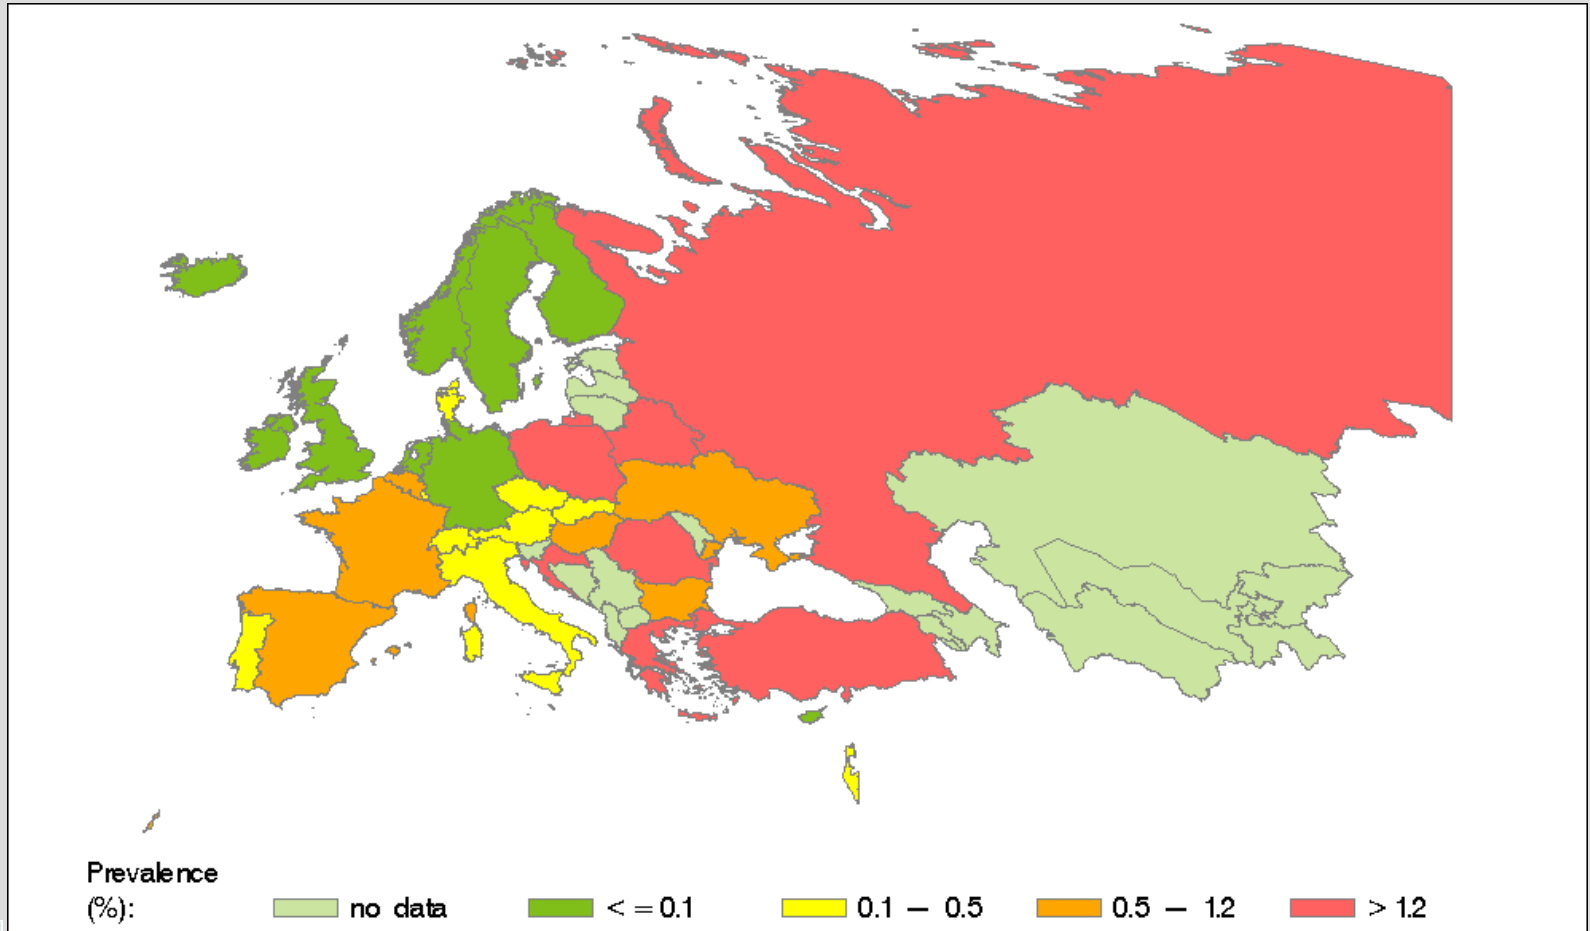 Prevalence
(%): no data <= 0.1 0.1 – 0.5 0.5 – 1.2 > 1.2